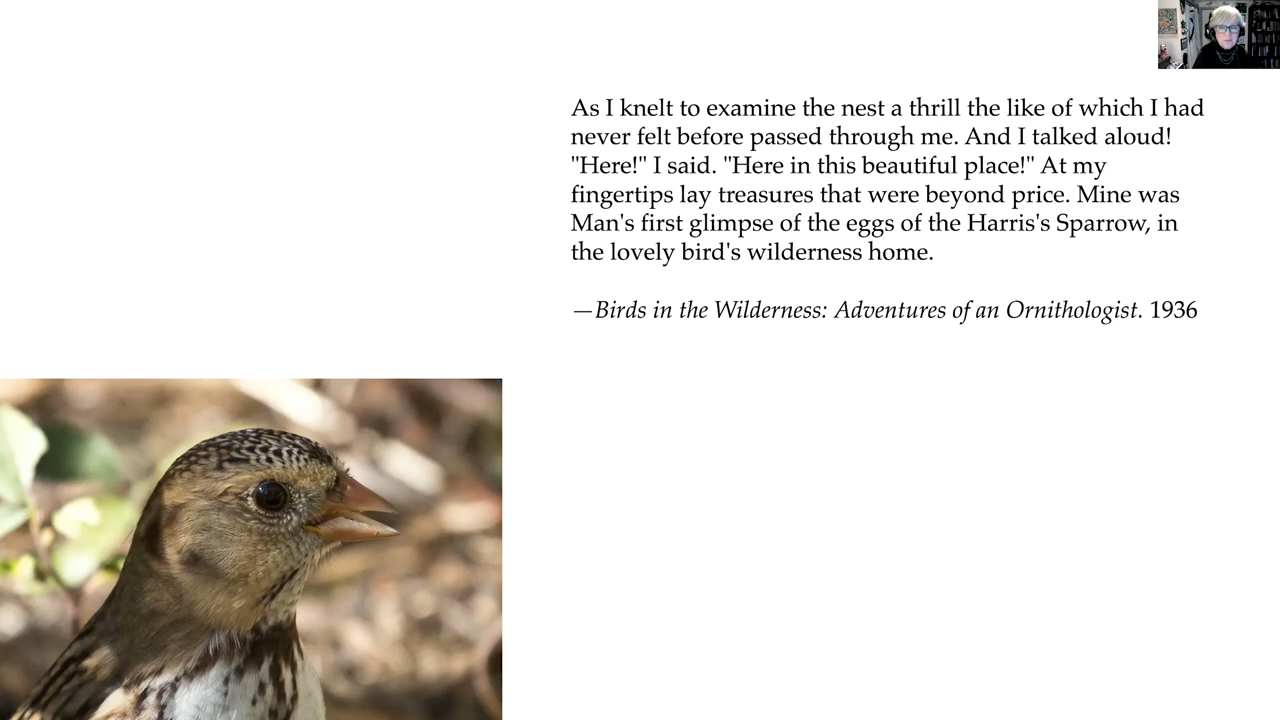 As I knelt to examine the nest a thrill the like of which I had
never felt before passed through me. And I talked aloud!
"Here!" I said. "Here in this beautiful place!" At my
fingertips lay treasures that were beyond price. Mine was
Man's first glimpse of the eggs of the Harris's Sparrow, in
the lovely bird's wilderness home.
—Birds in the Wilderness: Adventures of an Ornithologist. 1936